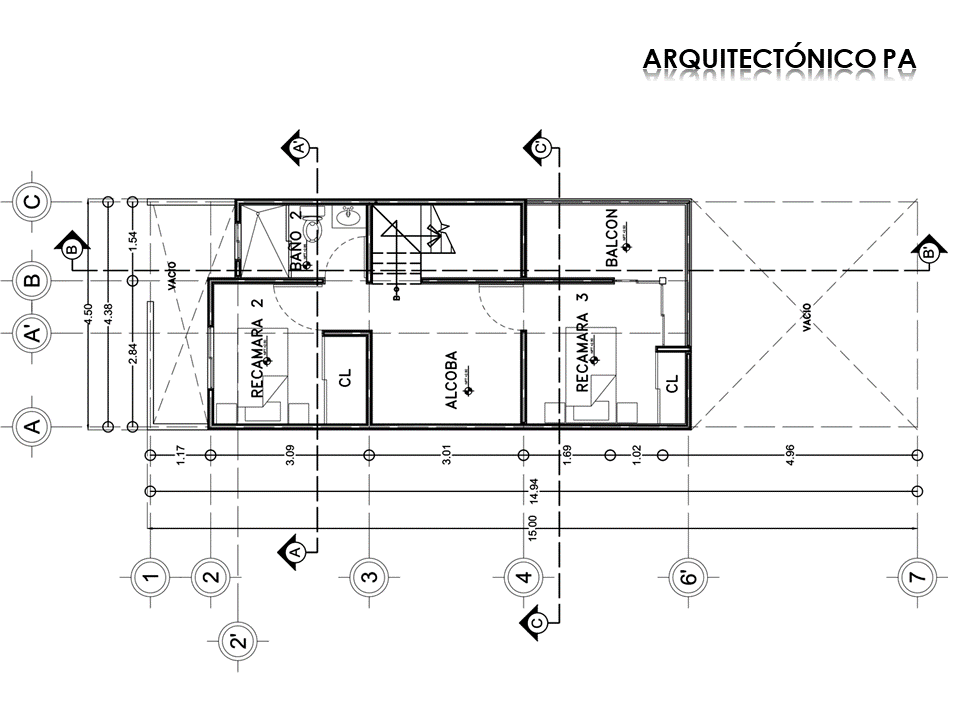 ARQUITECTÓNICO PA
A'
C'
C
B
B
B'
A'
A
4.50
4.38
1.54
2.84
VACIO
BAÑO 2
B
BALCON
VACIO
RECAMARA 2
CL
ALCOBA
RECAMARA 3
CL
1.17
3.09
3.01
1.69
1.02
4.96
14.94
15.00
A
C
1
2
3
4
6'
7
2'